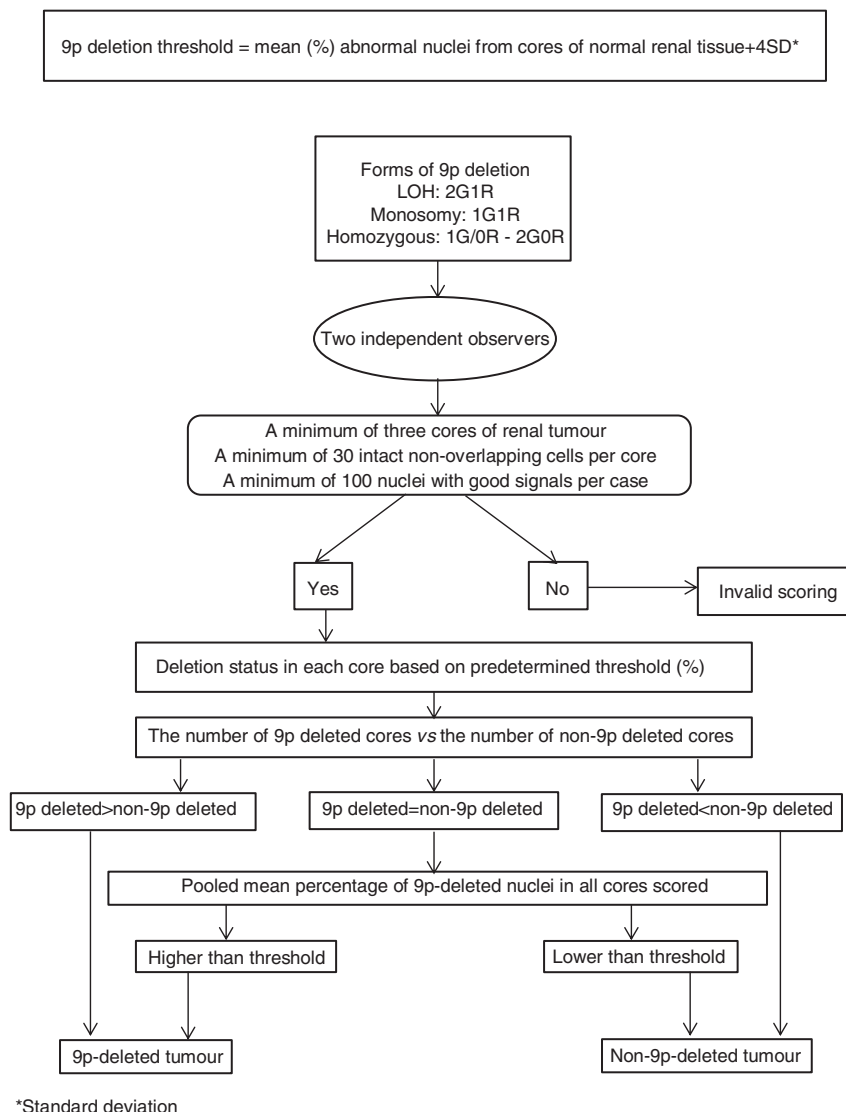 9p deletion threshold = mean (%) abnormal nuclei from cores of normal renal tissue+4SD*
Forms of 9p deletion
LOH: 2G1R
Monosomy: 1G1R
Homozygous: 1G/0R - 2G0R
Two independent observers
A minimum of three cores of renal tumour
A minimum of 30 intact non-overlapping cells per core
A minimum of 100 nuclei with good signals per case
Yes
No
Invalid scoring
Deletion status in each core based on predetermined threshold (%)
The number of 9p deleted cores vs the number of non-9p deleted cores
9p deleted>non-9p deleted
9p deleted=non-9p deleted
9p deleted<non-9p deleted
Pooled mean percentage of 9p-deleted nuclei in all cores scored
Higher than threshold
Lower than threshold
9p-deleted tumour
Non-9p-deleted tumour
*Standard deviation